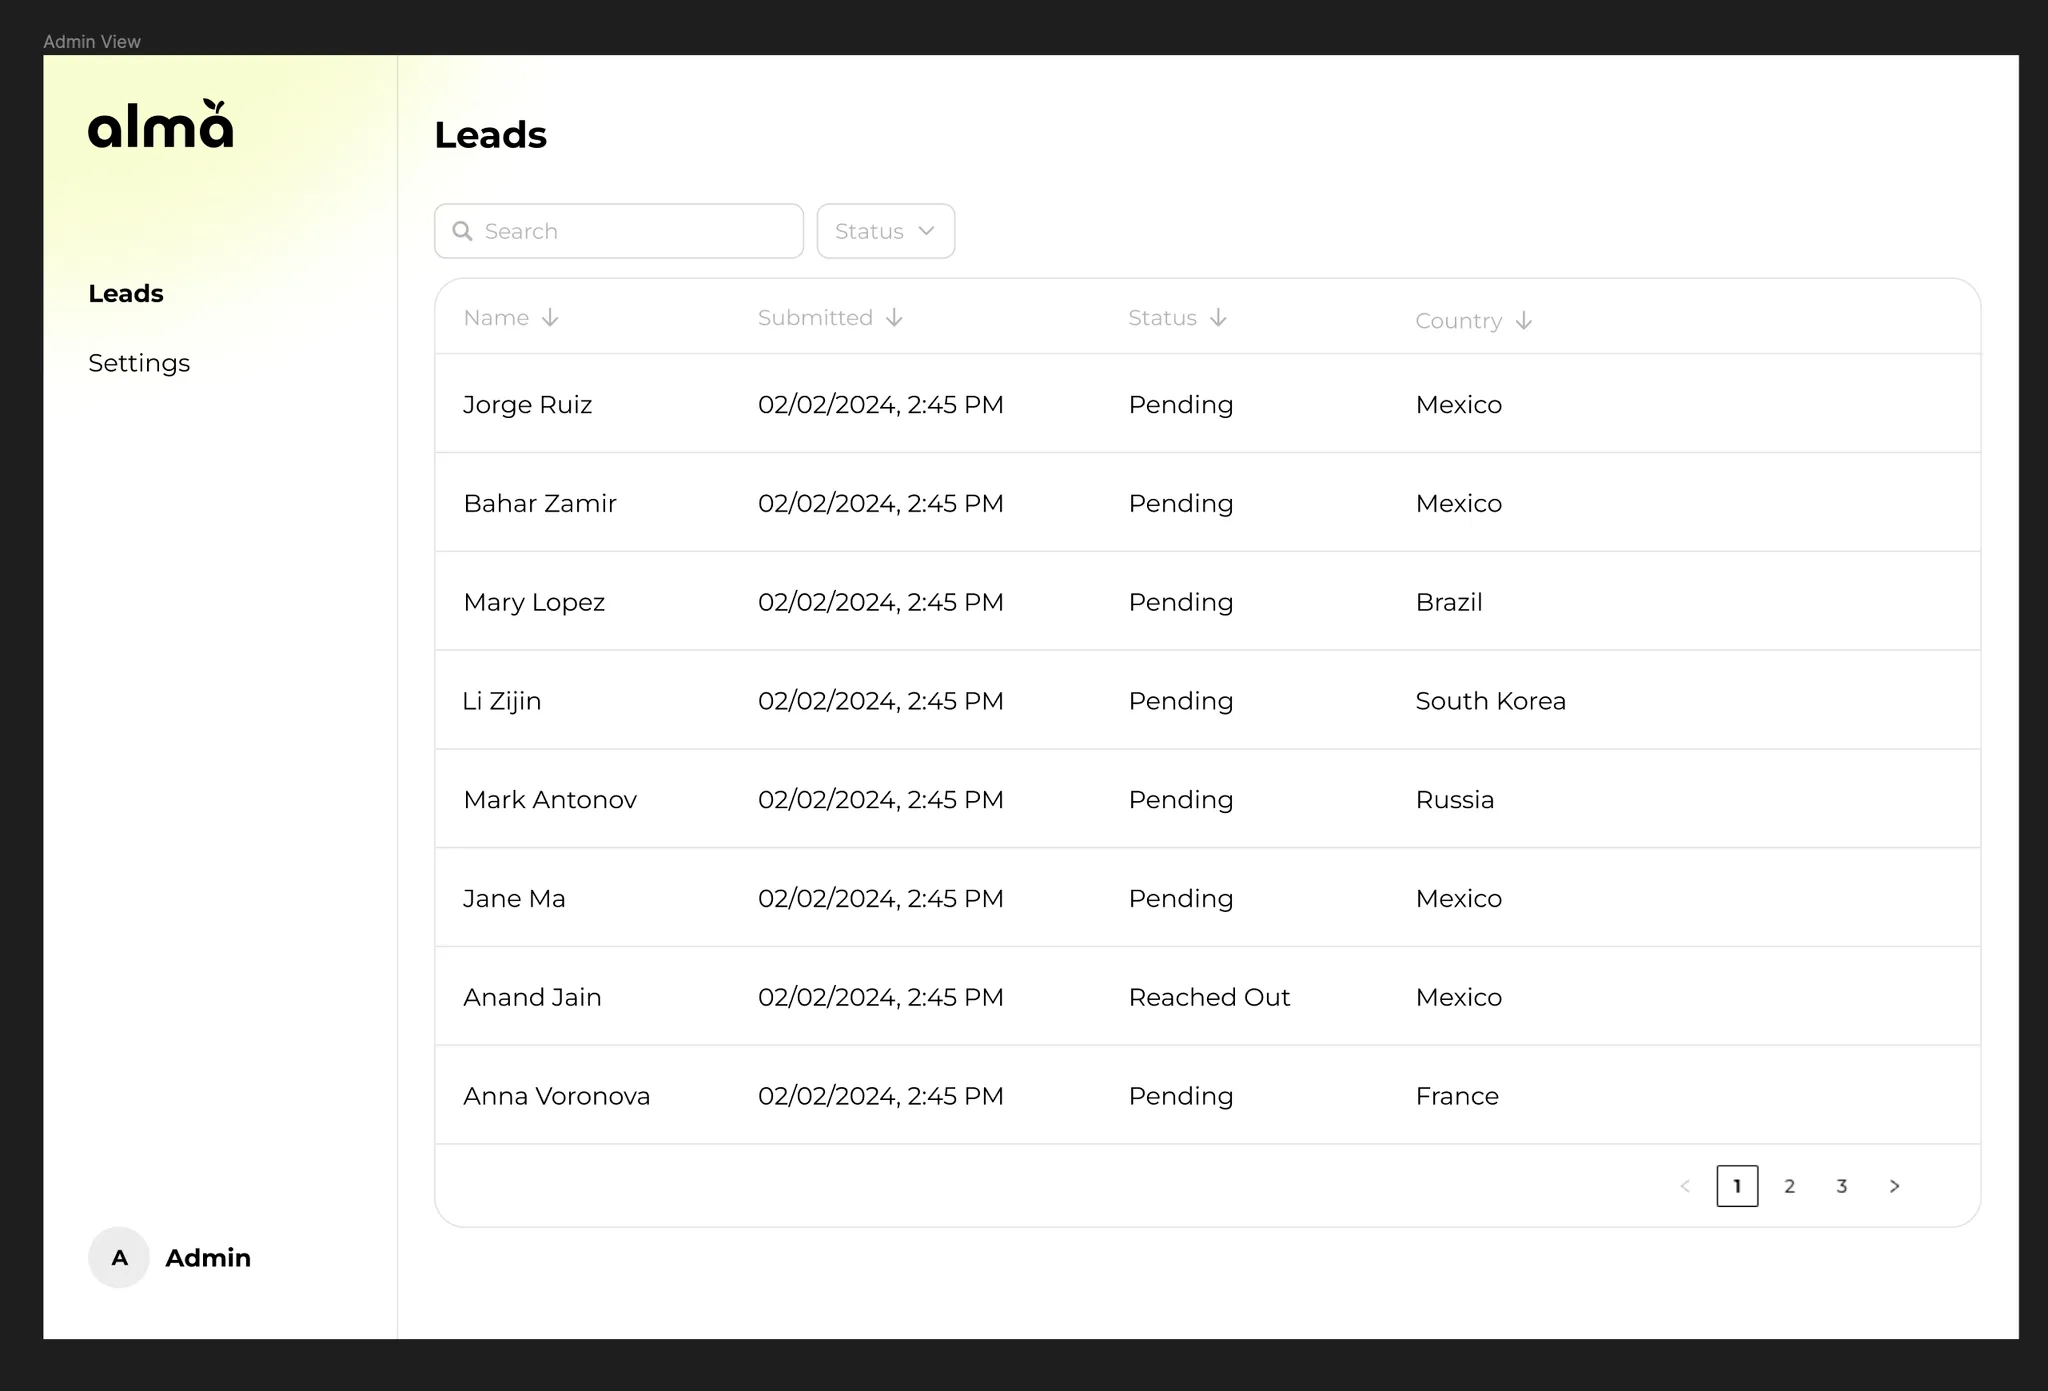 Admin View
almă
Leads
Settings
A Admin
Leads
Search Status
Name Submitted Status Country
Jorge Ruiz 02/02/2024, 2:45 PM Pending Mexico
Bahar Zamir 02/02/2024, 2:45 PM Pending Mexico
Mary Lopez 02/02/2024, 2:45 PM Pending Brazil
Li Zijin 02/02/2024, 2:45 PM Pending South Korea
Mark Antonov 02/02/2024, 2:45 PM Pending Russia
Jane Ma 02/02/2024, 2:45 PM Pending Mexico
Anand Jain 02/02/2024, 2:45 PM Reached Out Mexico
Anna Voronova 02/02/2024, 2:45 PM Pending France
< 1 2 3 >